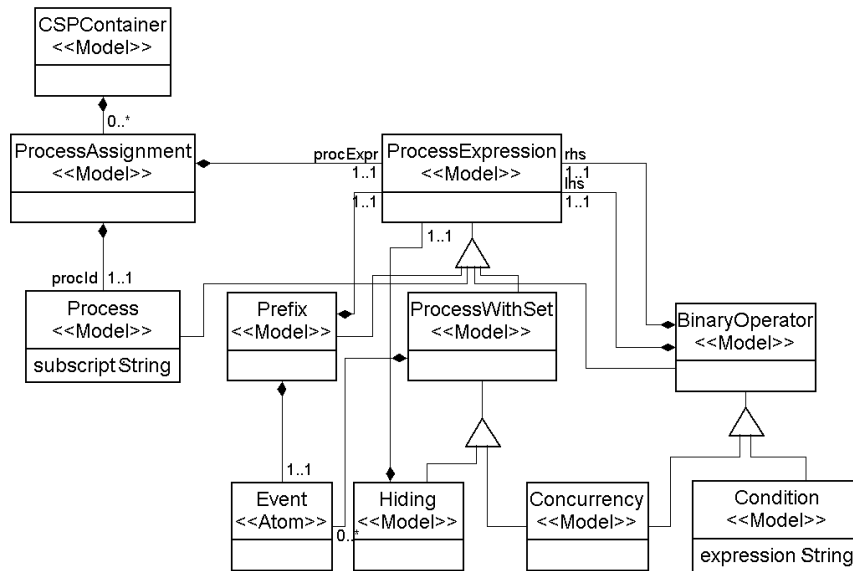 CSPContainer
<<Model>>
0..*
ProcessAssignment
<<Model>>
procExpr
1..1
ProcessExpression
<<Model>>
rhs
1..1
lhs
1..1
1..1
1..1
procId
1..1
Process
<<Model>>
subscript String
Prefix
<<Model>>
ProcessWithSet
<<Model>>
BinaryOperator
<<Model>>
1..1
Event
<<Atom>>
0..*
Hiding
<<Model>>
Concurrency
<<Model>>
Condition
<<Model>>
expression String